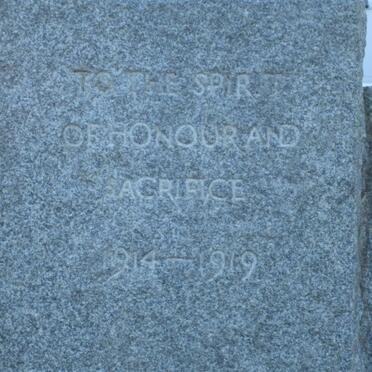 TO THE SPIRIT
OF HONOUR AND
SACRIFICE
1914—1919